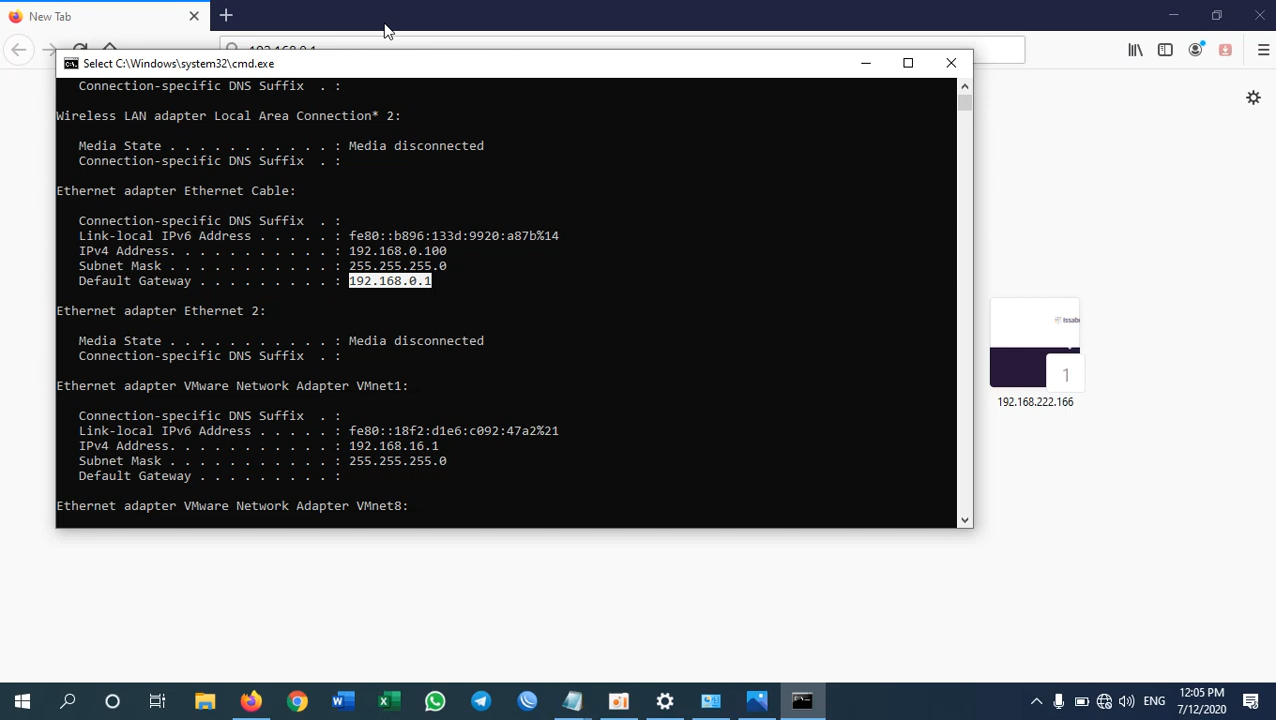 New Tab
192.168.0.1
Select C:\Windows\system32\cmd.exe
Connection-specific DNS Suffix . :
Wireless LAN adapter Local Area Connection* 2:
Media State . . . . . . . . . . . : Media disconnected
Connection-specific DNS Suffix . :
Ethernet adapter Ethernet Cable:
Connection-specific DNS Suffix . :
Link-local IPv6 Address . . . . . : fe80::b896:133d:9920:a87b%14
IPv4 Address. . . . . . . . . . . : 192.168.0.100
Subnet Mask . . . . . . . . . . . : 255.255.255.0
Default Gateway . . . . . . . . . : 192.168.0.1
Ethernet adapter Ethernet 2:
Media State . . . . . . . . . . . : Media disconnected
Connection-specific DNS Suffix . :
Ethernet adapter VMware Network Adapter VMnet1:
Connection-specific DNS Suffix . :
Link-local IPv6 Address . . . . . : fe80::18f2:d1e6:c092:47a2%21
IPv4 Address. . . . . . . . . . . : 192.168.16.1
Subnet Mask . . . . . . . . . . . : 255.255.255.0
Default Gateway . . . . . . . . . :
Ethernet adapter VMware Network Adapter VMnet8:
Issab
1
192.168.222.166
ENG
12:05 PM
7/12/2020